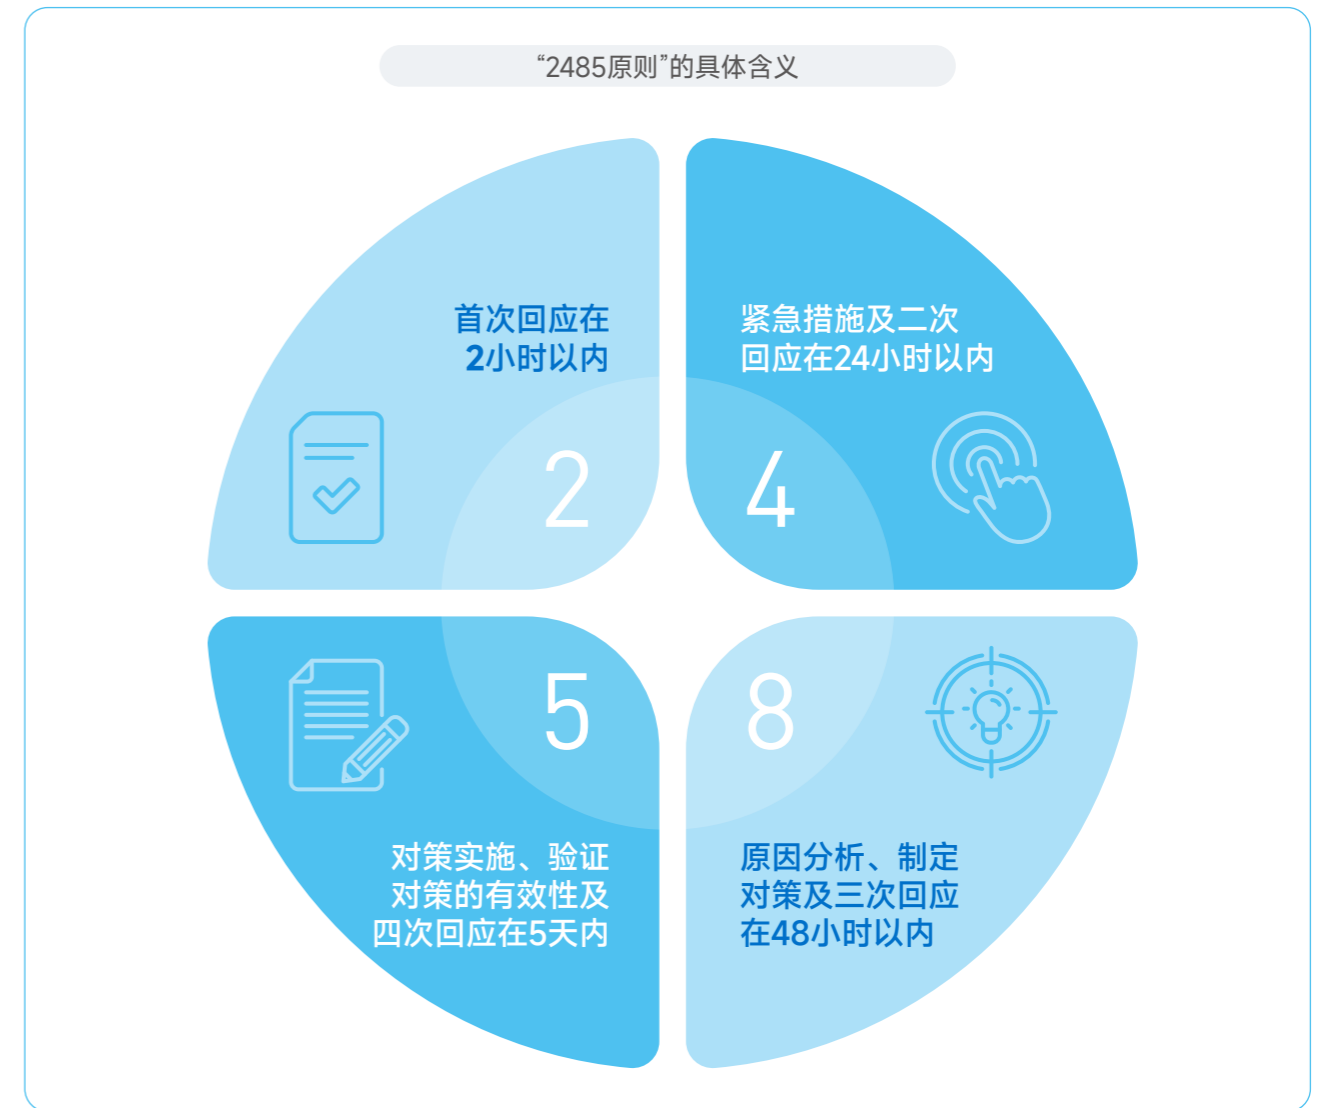 “2485原则”的具体含义
首次回应在
2小时以内
2
紧急措施及二次
回应在24小时以内
4
8
原因分析、制定
对策及三次回应
在48小时以内
5
对策实施、验证
对策的有效性及
四次回应在5天内